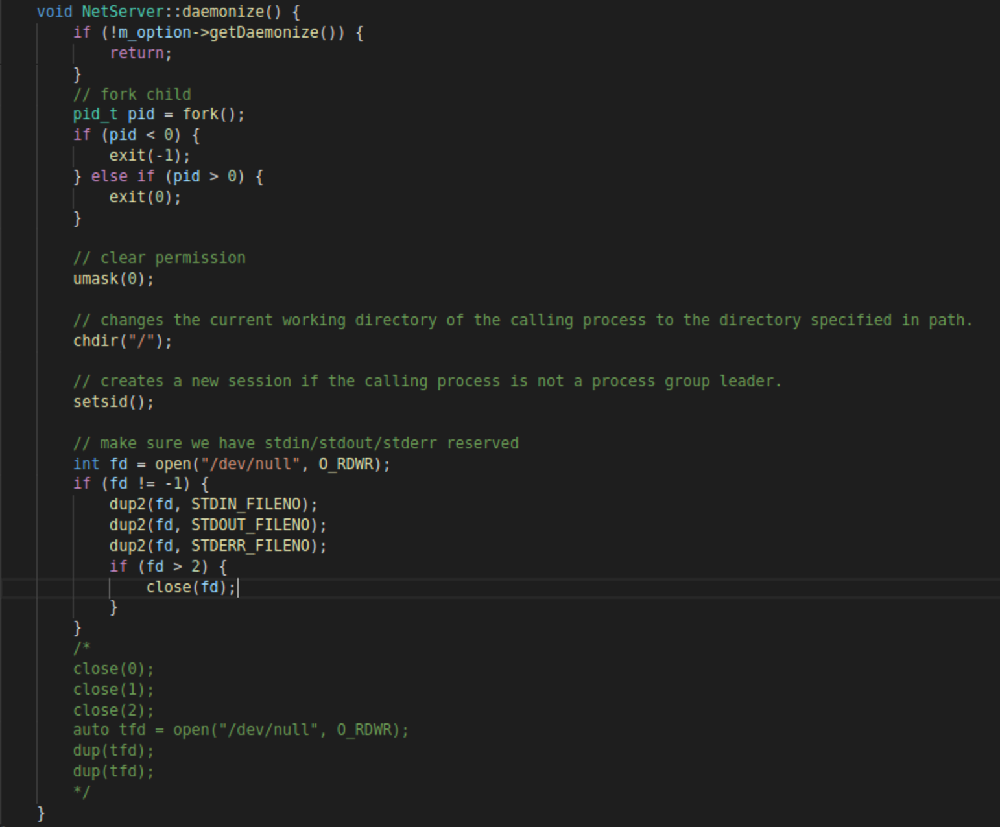 void NetServer::daemonize() {
    if (!m_option->getDaemonize()) {
        return;
    }
    // fork child
    pid_t pid = fork();
    if (pid < 0) {
        exit(-1);
    } else if (pid > 0) {
        exit(0);
    }

    // clear permission
    umask(0);

    // changes the current working directory of the calling process to the directory specified in path.
    chdir("/");

    // creates a new session if the calling process is not a process group leader.
    setsid();

    // make sure we have stdin/stdout/stderr reserved
    int fd = open("/dev/null", O_RDWR);
    if (fd != -1) {
        dup2(fd, STDIN_FILENO);
        dup2(fd, STDOUT_FILENO);
        dup2(fd, STDERR_FILENO);
        if (fd > 2) {
            close(fd);
        }
    }
    /*
    close(0);
    close(1);
    close(2);
    auto tfd = open("/dev/null", O_RDWR);
    dup(tfd);
    dup(tfd);
    */
}